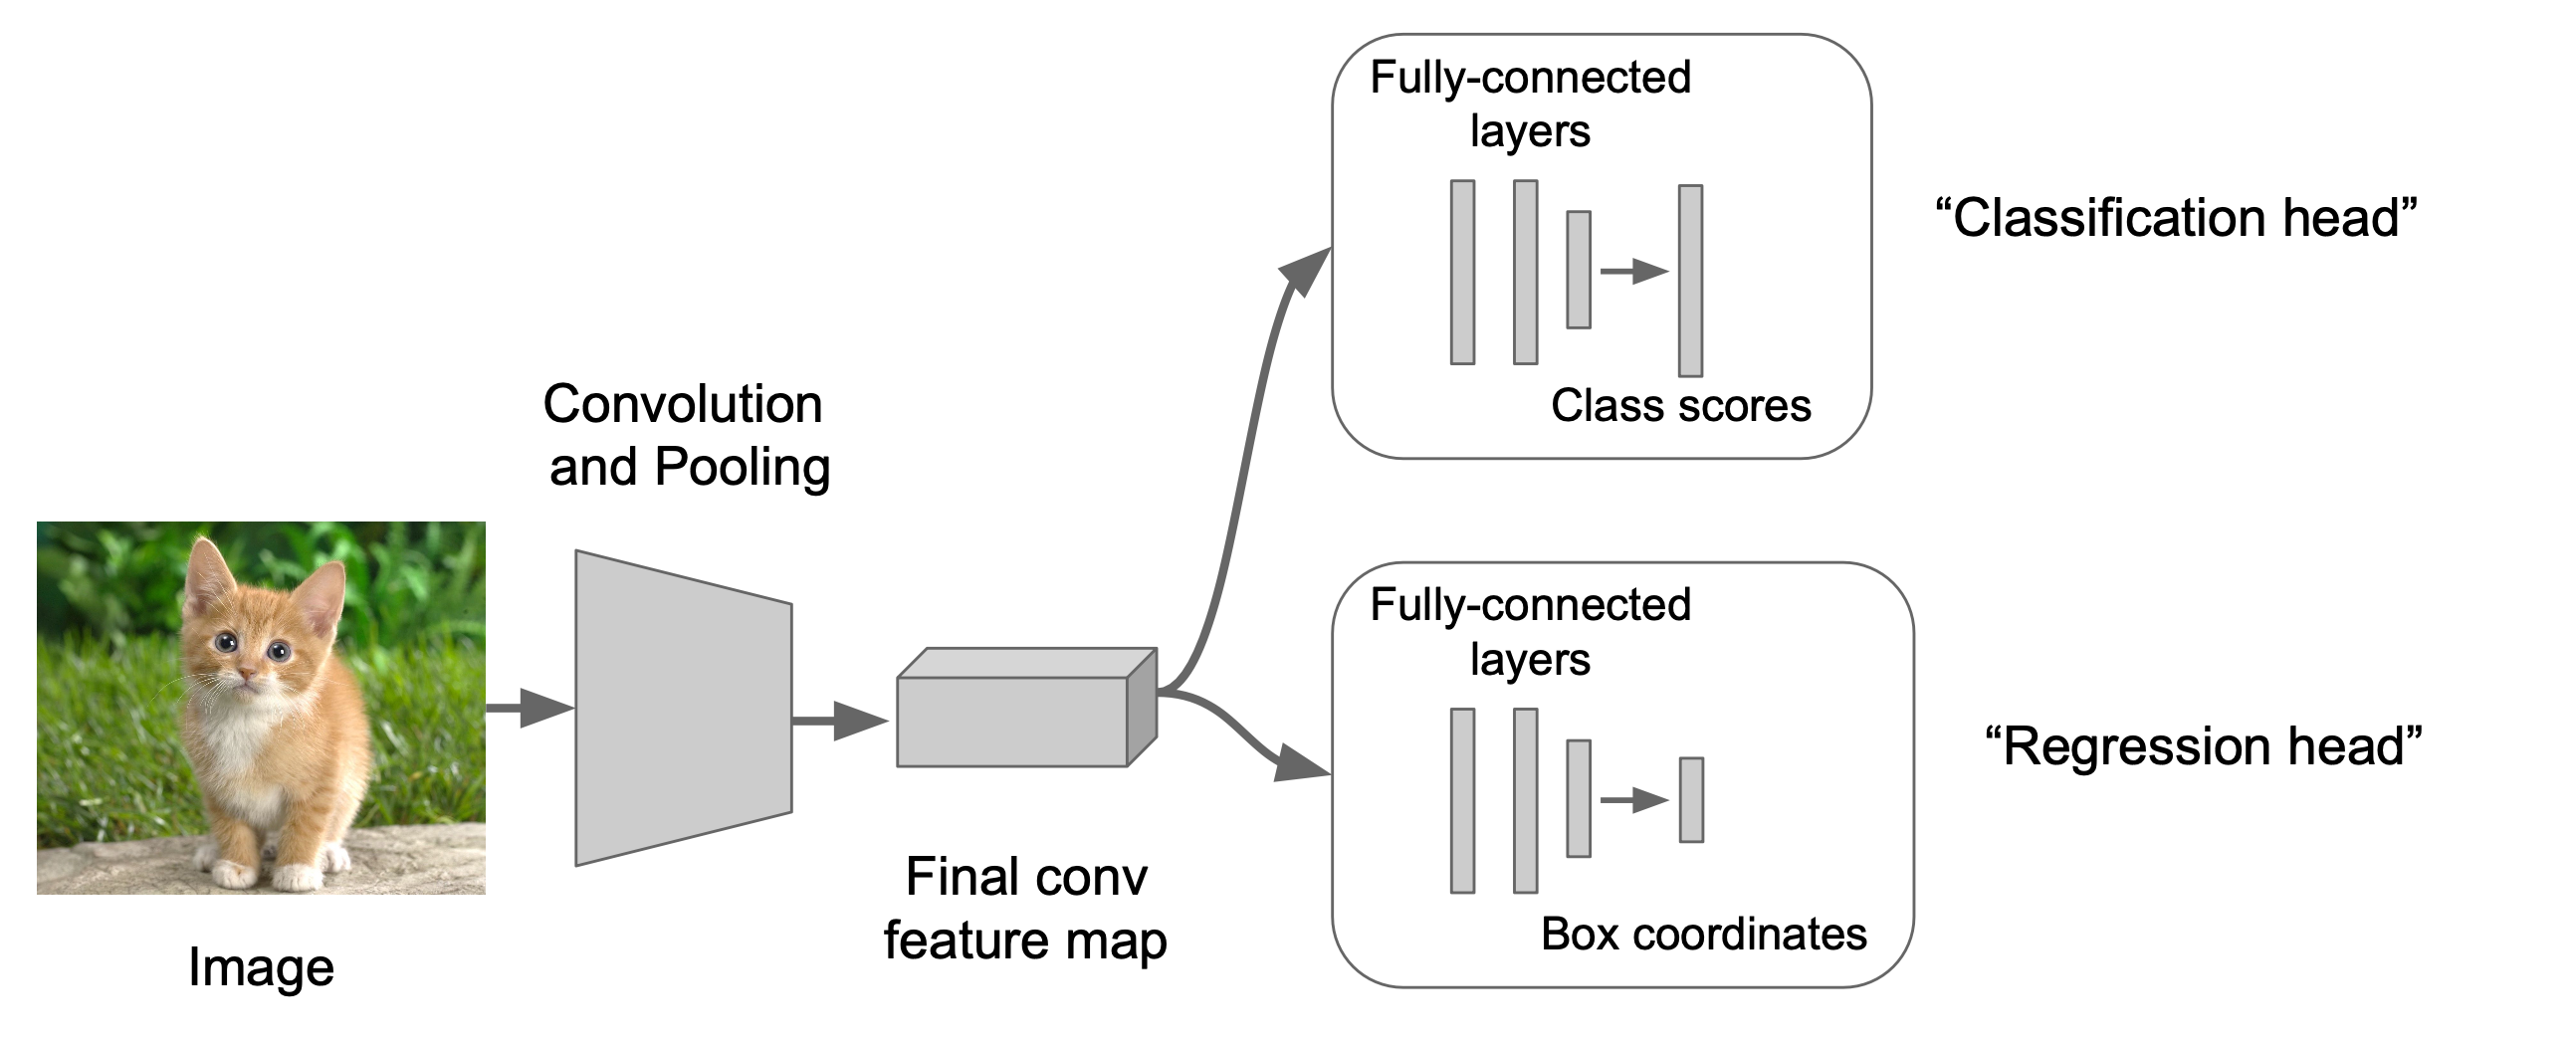 Image
Convolution
and Pooling
Final conv
feature map
Fully-connected
layers
Class scores
“Classification head”
Fully-connected
layers
Box coordinates
“Regression head”